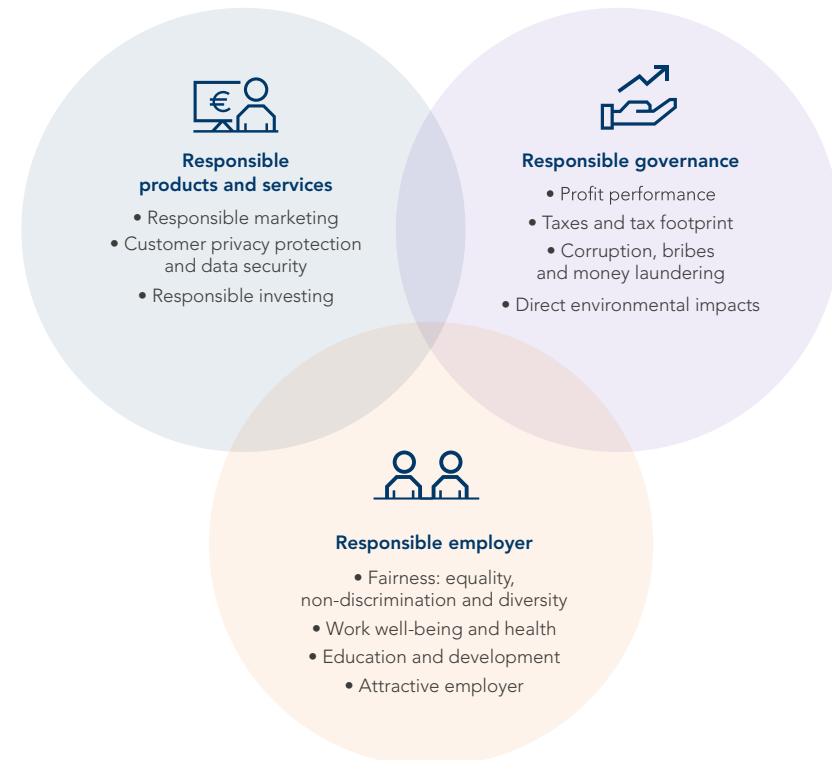 €
Responsible
products and services
• Responsible marketing
• Customer privacy protection
and data security
• Responsible investing
Responsible governance
• Profit performance
• Taxes and tax footprint
• Corruption, bribes
and money laundering
• Direct environmental impacts
Responsible employer
• Fairness: equality,
non-discrimination and diversity
• Work well-being and health
• Education and development
• Attractive employer